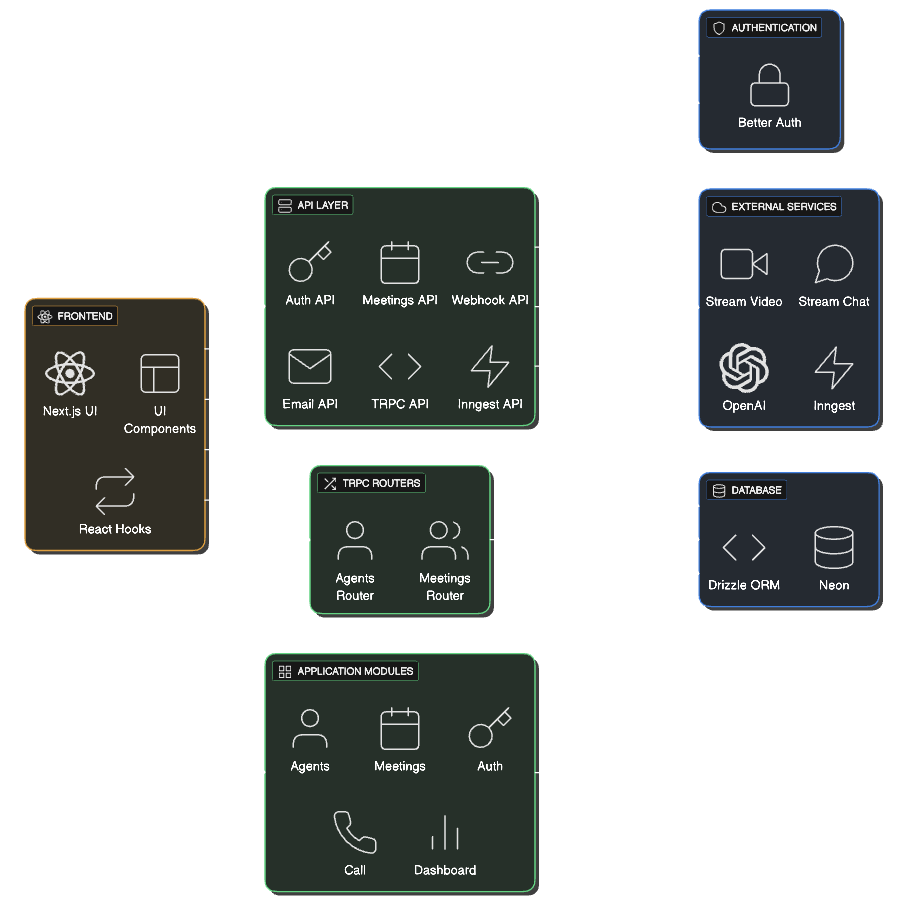 AUTHENTICATION
Better Auth
API LAYER
Auth API
Meetings API
Webhook API
Email API
TRPC API
Inngest API
EXTERNAL SERVICES
Stream Video
Stream Chat
OpenAI
Inngest
FRONTEND
Next.js UI
UI
Components
React Hooks
TRPC ROUTERS
Agents
Router
Meetings
Router
DATABASE
Drizzle ORM
Neon
APPLICATION MODULES
Agents
Meetings
Auth
Call
Dashboard